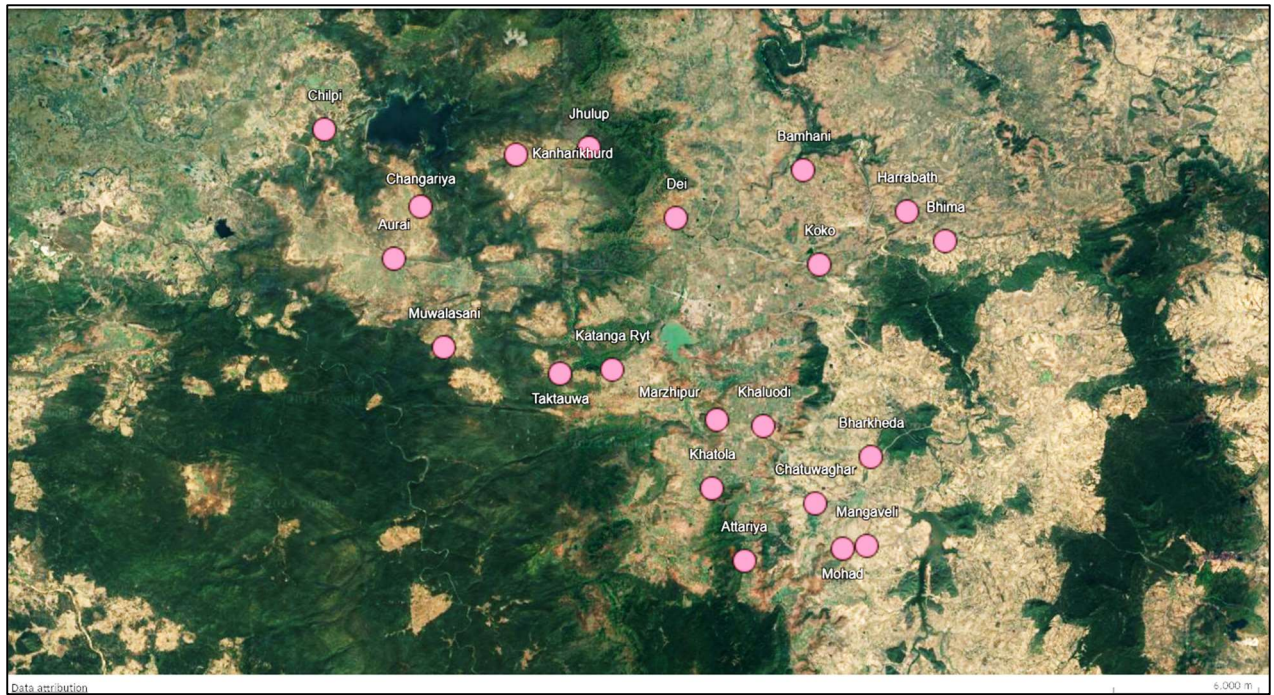 Chilpi
Jhulup
Bamhani
Kanharikhurd
Changariya
Harrabath
Dei
Bhima
Aurai
Koko
Muwalasani
Katanga Ryt
Marzhipur
Khaluodi
Taktauwa
Bharkheda
Khatola
Chatuwaghar
Mangaveli
Attariya
Mohad
Data attribution
6,000 m